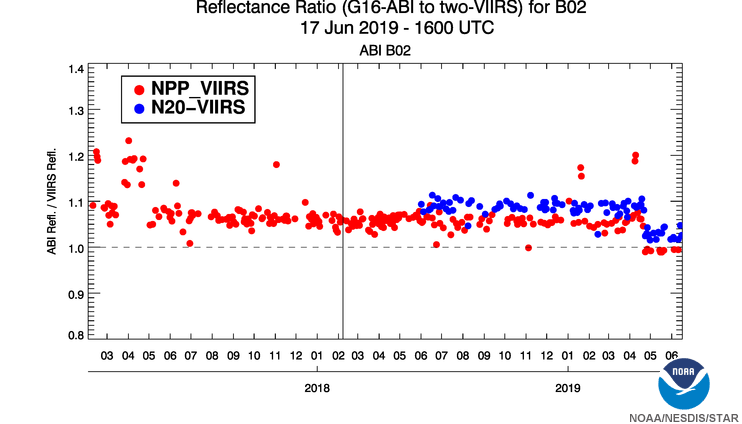 Reflectance Ratio (G16-ABI to two-VIIRS) for B02
17 Jun 2019 - 1600 UTC
ABI B02
NPP_VIIRS
N20-VIIRS
ABI Refl. / VIIRS Refl.
1.4
1.3
1.2
1.1
1.0
0.9
0.8
03 04 05 06 07 08 09 10 11 12 01 02 03 04 05 06 07 08 09 10 11 12 01 02 03 04 05 06
2018 2019
NOAA
NOAA/NESDIS/STAR